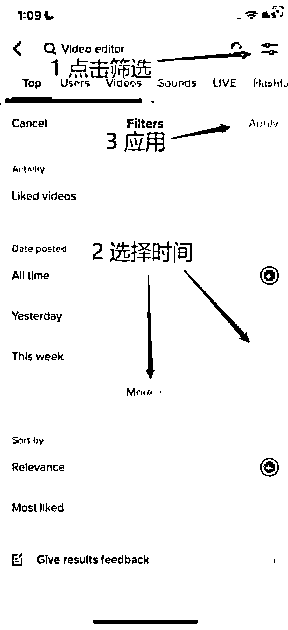 1:09
Video editor
1 点击筛选
Top Users Videos Sounds LIVE
Cancel Filters Apply
3 应用
Activity
Liked videos
Date posted
2 选择时间
All time
Yesterday
This week
More
Sort by
Relevance
Most liked
Give results feedback